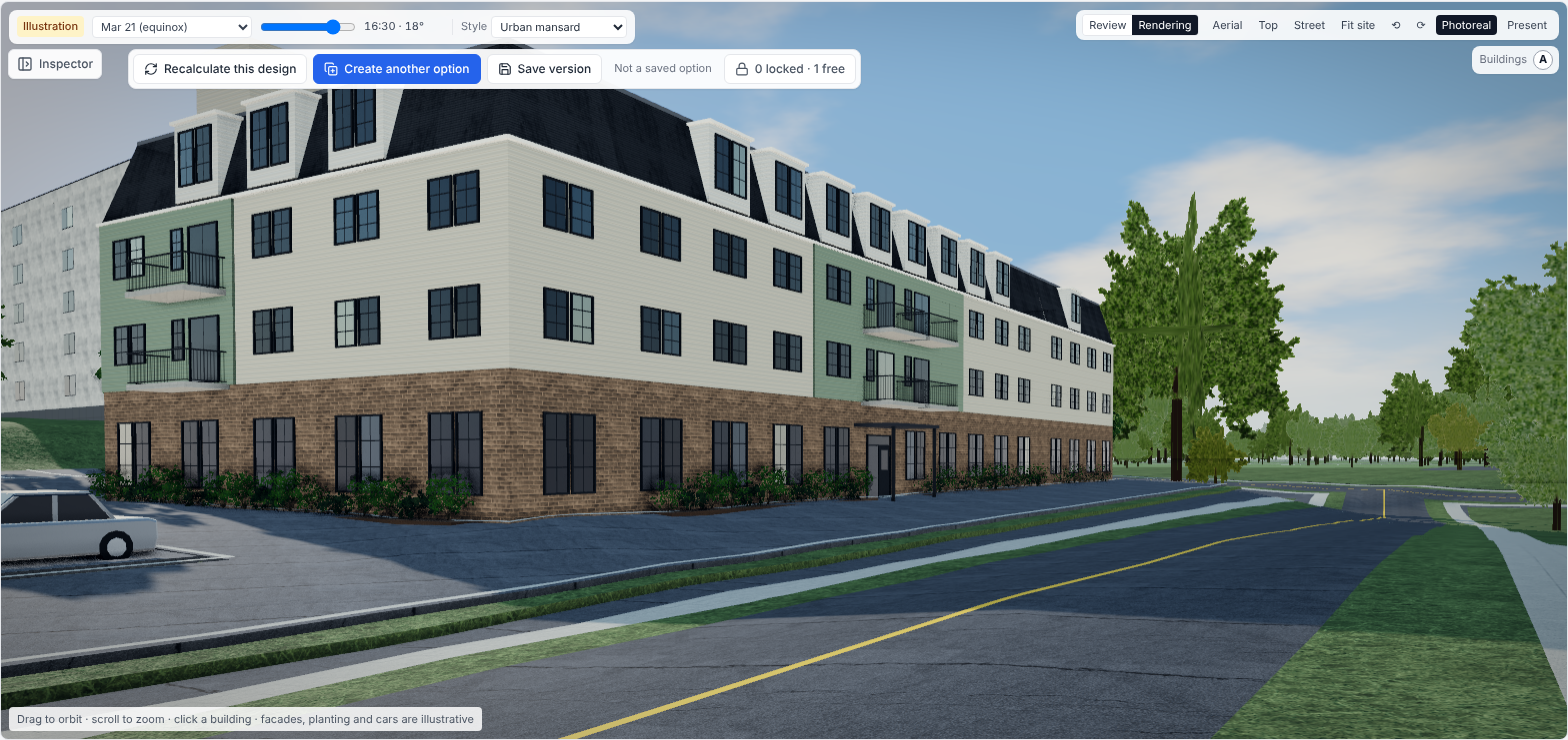 Illustration Mar 21 (equinox) 16:30 · 18° Style Urban mansard
Review Rendering Aerial Top Street Fit site ⟲ ⟳ Photoreal Present
Inspector
Recalculate this design Create another option Save version Not a saved option 0 locked · 1 free
Buildings A
Drag to orbit · scroll to zoom · click a building · facades, planting and cars are illustrative